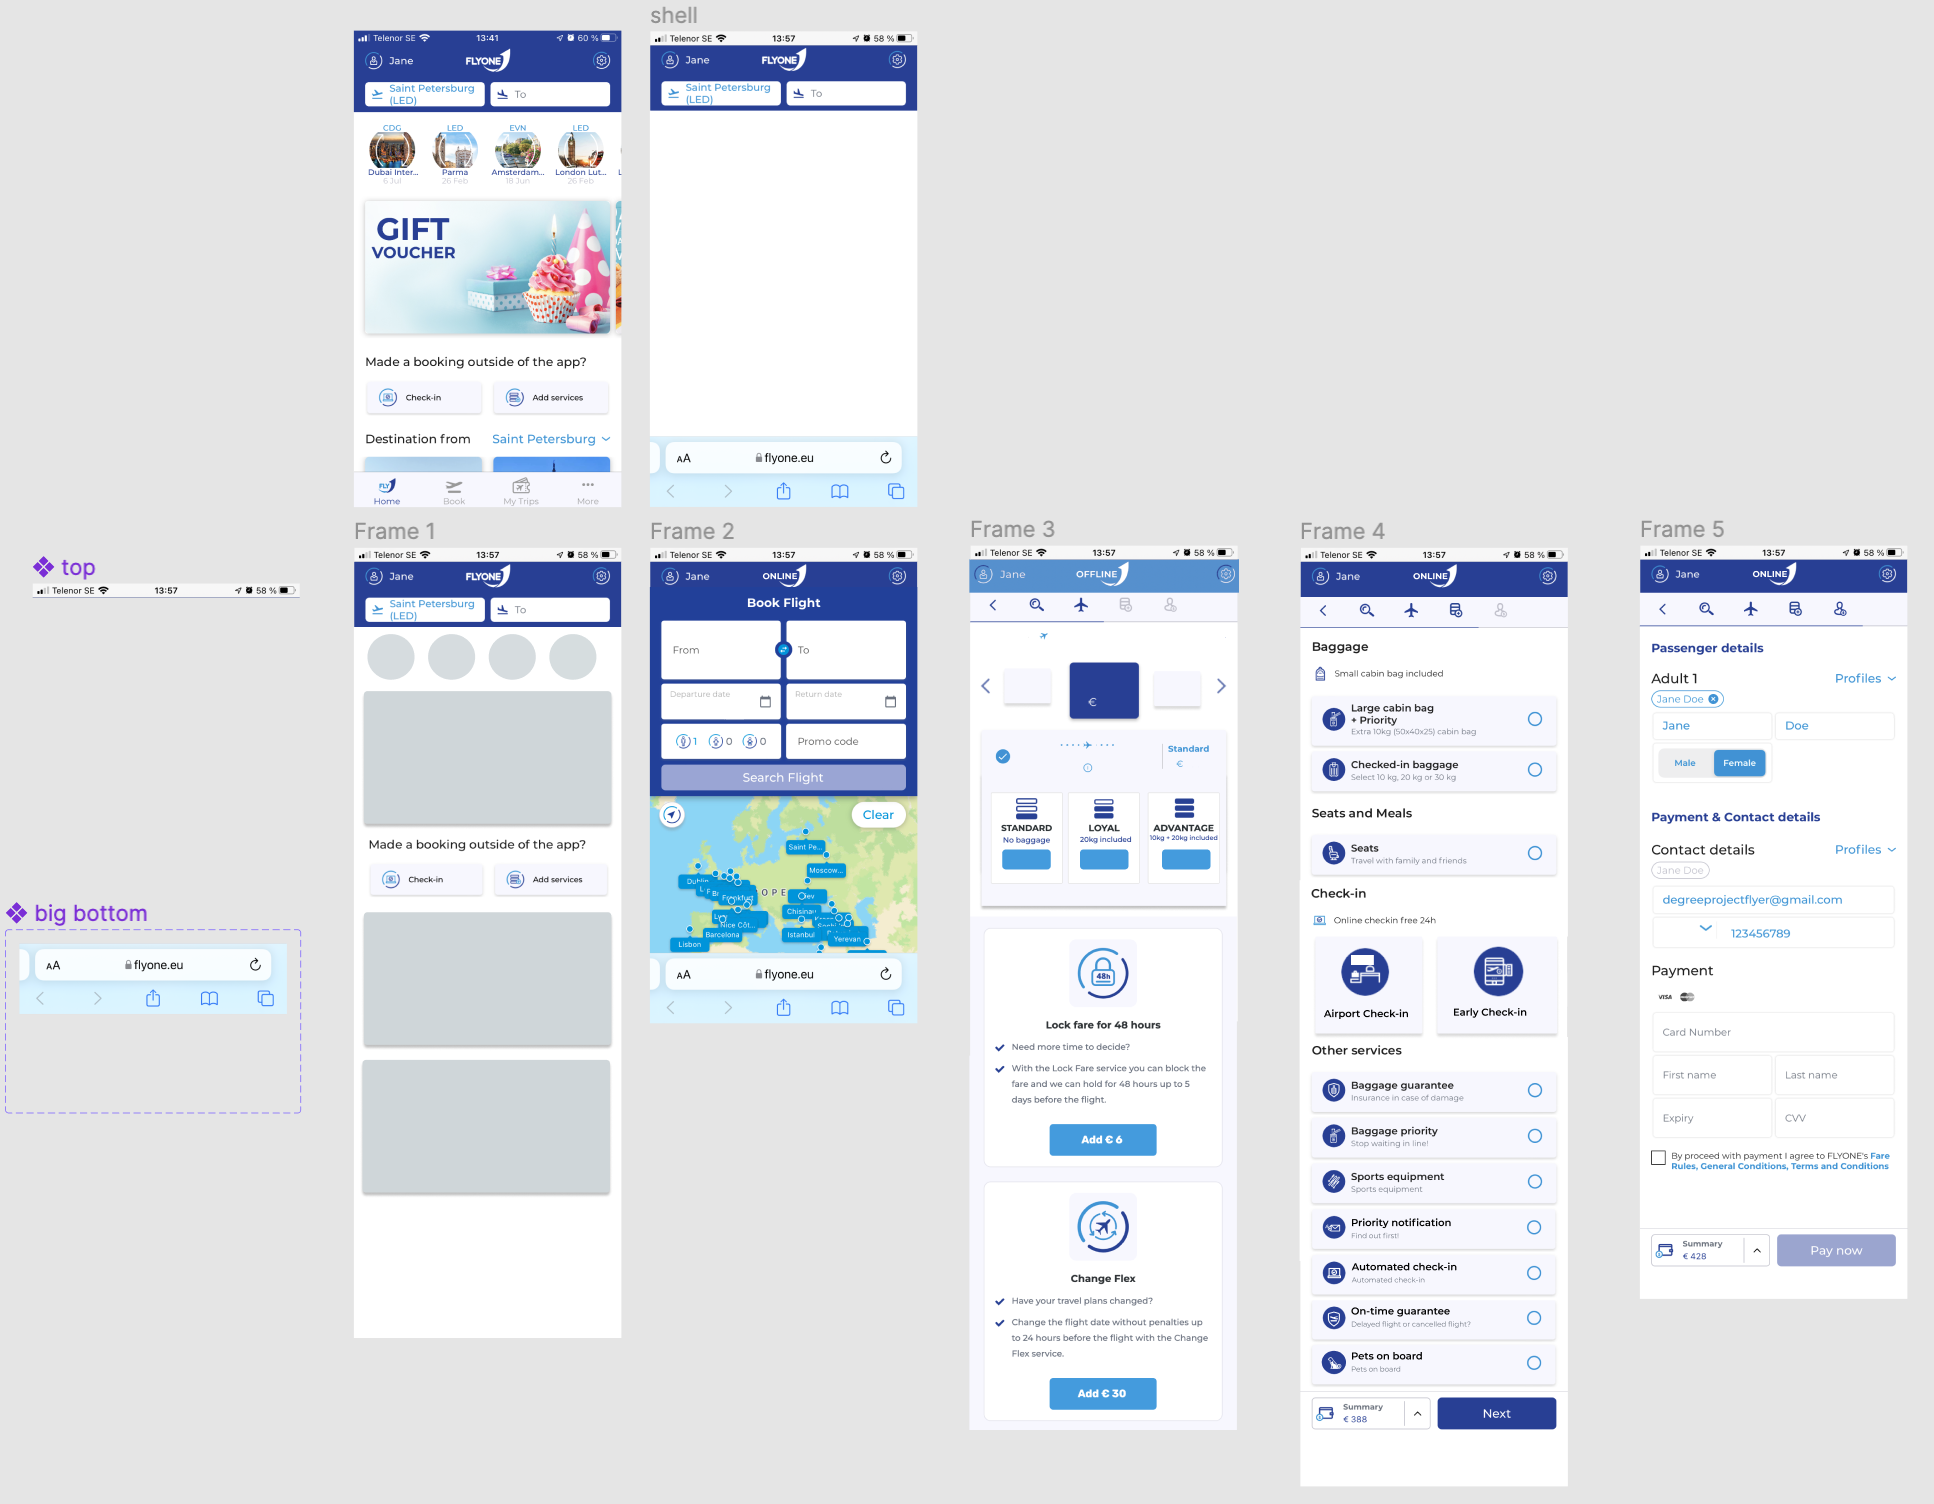 Telenor SE 13:41 60 %
Jane FLYONE
Saint Petersburg
(LED)
To
CDG LED EVN LED
Dubai Inter... Parma Amsterdam... London Lut...
6 Jul 26 Feb 18 Jun 26 Feb
GIFT
VOUCHER
Made a booking outside of the app?
Check-in Add services
Destination from Saint Petersburg
FLY
Home Book My Trips More
shell
Telenor SE 13:57 58 %
Jane FLYONE
Saint Petersburg
(LED)
To
AA flyone.eu
top
Telenor SE 13:57 58 %
big bottom
AA flyone.eu
Frame 1
Telenor SE 13:57 58 %
Jane FLYONE
Saint Petersburg
(LED)
To
Made a booking outside of the app?
Check-in Add services
Frame 2
Telenor SE 13:57 58 %
Jane ONLINE
Book Flight
From To
Departure date Return date
1 0 0 Promo code
Search Flight
Clear
Saint Pe...
Moscow...
Dublin
Frankfurt
OPE
Kiev
Chisinau
Nice Côt...
Barcelona
Istanbul
Yerevan
Lisbon
AA flyone.eu
Frame 3
Telenor SE 13:57 58 %
Jane OFFLINE
€
Standard
€
STANDARD LOYAL ADVANTAGE
No baggage 20kg included 10kg + 20kg included
48h
Lock fare for 48 hours
Need more time to decide?
With the Lock Fare service you can block the
fare and we can hold for 48 hours up to 5
days before the flight.
Add € 6
Change Flex
Have your travel plans changed?
Change the flight date without penalties up
to 24 hours before the flight with the Change
Flex service.
Add € 30
Frame 4
Telenor SE 13:57 58 %
Jane ONLINE
Baggage
Small cabin bag included
Large cabin bag
+ Priority
Extra 10kg (50x40x25) cabin bag
Checked-in baggage
Select 10 kg, 20 kg or 30 kg
Seats and Meals
Seats
Travel with family and friends
Check-in
Online checkin free 24h
Airport Check-in Early Check-in
Other services
Baggage guarantee
Insurance in case of damage
Baggage priority
Stop waiting in line!
Sports equipment
Sports equipment
Priority notification
Find out first!
Automated check-in
Automated check-in
On-time guarantee
Delayed flight or cancelled flight?
Pets on board
Pets on board
Summary
€ 388
Next
Frame 5
Telenor SE 13:57 58 %
Jane ONLINE
Passenger details
Adult 1 Profiles
Jane Doe
Jane Doe
Male Female
Payment & Contact details
Contact details Profiles
Jane Doe
degreeprojectflyer@gmail.com
123456789
Payment
VISA
Card Number
First name Last name
Expiry CVV
By proceed with payment I agree to FLYONE's Fare
Rules, General Conditions, Terms and Conditions
Summary
€ 428
Pay now